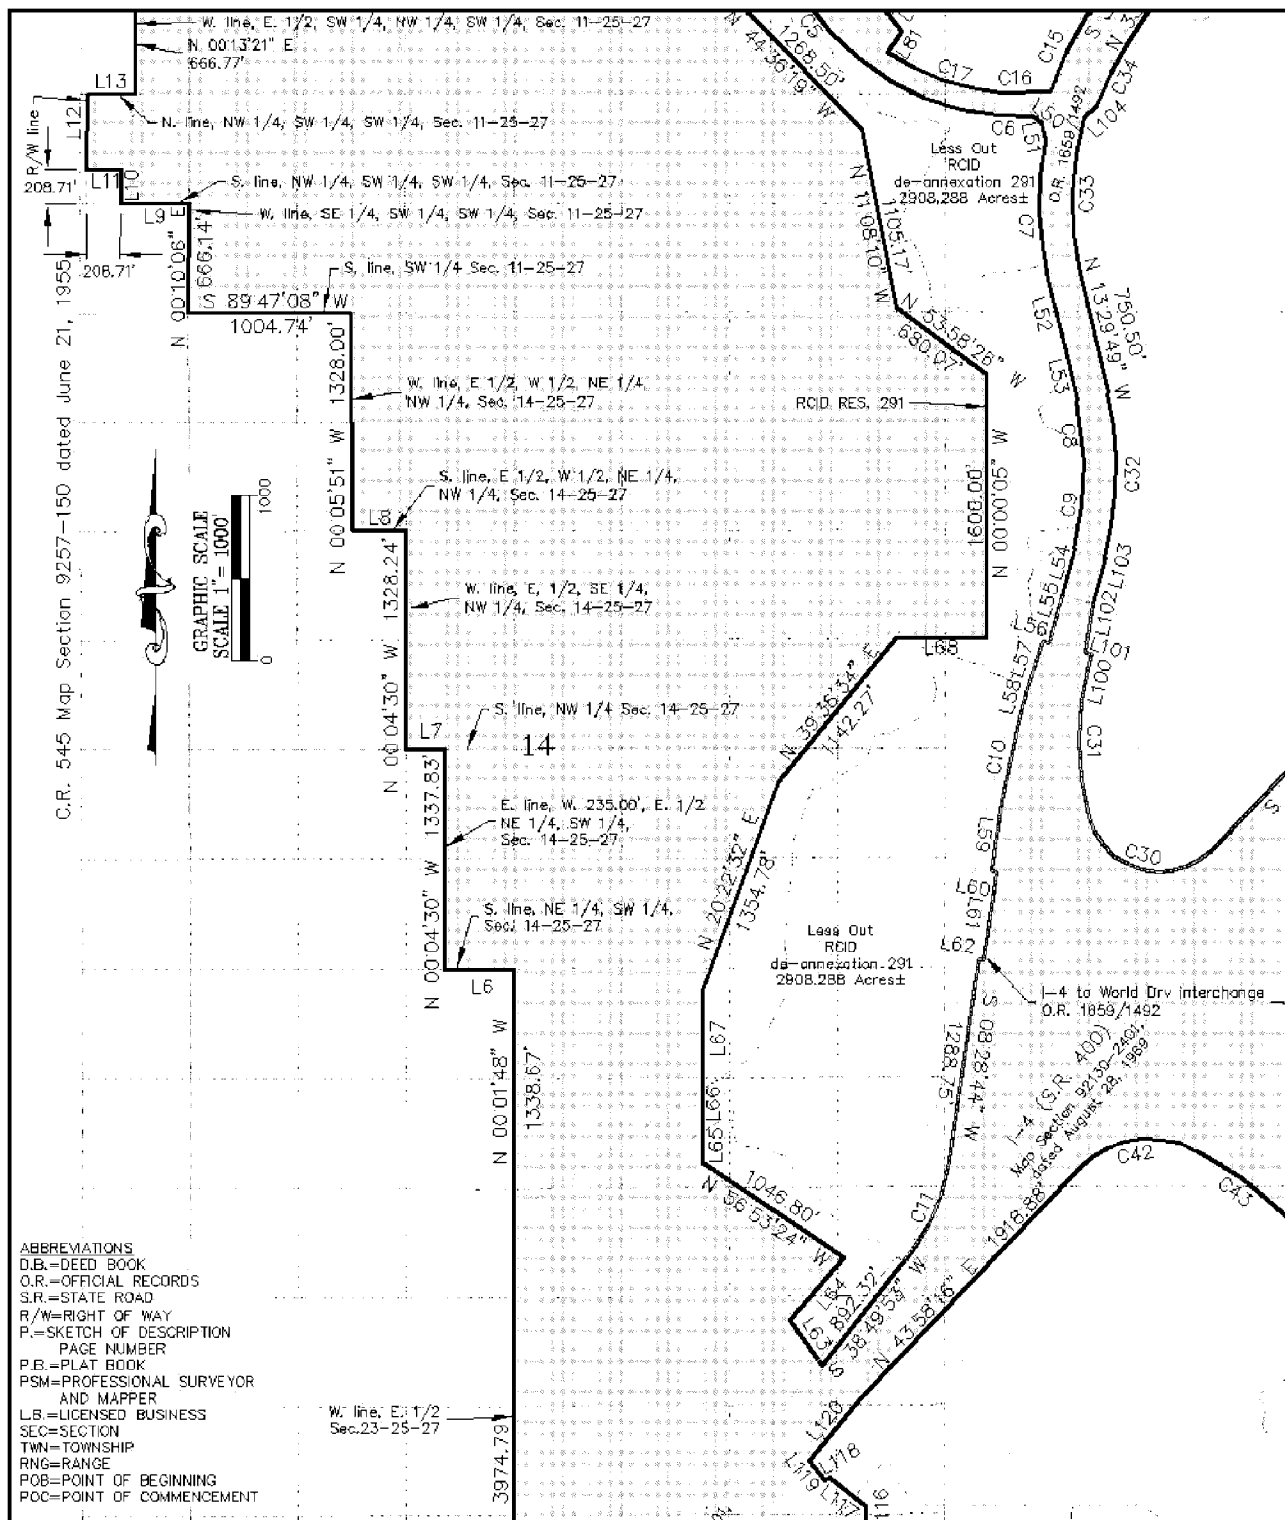 W. line, E. 1/2, SW 1/4, NW 1/4, SW 1/4, Sec. 11-25-27
N 00°13'21" E
666.77'
L13
L12
R/W line
N. line, NW 1/4, SW 1/4, SW 1/4, Sec. 11-25-27
208.71'
L11
L10
S. line, NW 1/4, SW 1/4, SW 1/4, Sec. 11-25-27
L9
W. line, SE 1/4, SW 1/4, SW 1/4, Sec. 11-25-27
208.71'
N 00°10'06" E
666.14'
S. line, SW 1/4 Sec. 11-25-27
S 89°47'08" W
1004.74'
C.R. 545 Map Section 9257-150 dated June 21, 1955
1328.00'
N 00°05'51" W
W. line, E 1/2, W 1/2, NE 1/4,
NW 1/4, Sec. 14-25-27
S. line, E 1/2, W 1/2, NE 1/4,
NW 1/4, Sec. 14-25-27
L8
GRAPHIC SCALE
SCALE 1"= 1000'
0
1000
1328.24'
N 00°04'30" W
W. line, E. 1/2, SE 1/4,
NW 1/4, Sec. 14-25-27
L7
S. line, NW 1/4 Sec. 14-25-27
14
1337.83'
N 00°04'30" W
E. line, W. 235.00', E. 1/2
NE 1/4, SW 1/4,
Sec. 14-25-27
S. line, NE 1/4, SW 1/4,
Sec. 14-25-27
L6
N 00°01'48" W
1338.67'
W. line, E. 1/2
Sec.23-25-27
3974.79
C5
1268.50'
N 44°36'19" W
L81
C17
C16
C15
S
N 3
C34
L50
L104
C6
L51
O.R. 1659/1492
Less Out
RCID
de-annexation 291
2908.288 Acres±
C33
C7
N 11°08'10" W
1105.17
N 53°58'26" W
680.07'
L52
N 13°29'49" W
750.50'
L53
RCID RES. 291
C8
C32
C9
N 00°00'05" W
1609.00'
L54
L103
L55
L102
L56
L101
L57
L68
L58
L100
C31
N 39°36'34" E
1142.27'
C10
L59
C30
S
N 20°22'32" E
1354.78'
L60
L61
L62
Less Out
RCID
de-annexation 291
2908.288 Acres±
I-4 to World Drv interchange
O.R. 1859/1492
S 08°28'44" W
1288.75'
I-4 (S.R. 400)
Map Section 92130-2401,
dated August 28, 1969
L67
L66
L65
1046.80'
N 56°53'24" W
C11
C42
C43
L64
L63
892.32'
S 38°49'53" W
N 43°58'16" E
1918.88'
L120
L118
L119
L117
116
ABBREVIATIONS
D.B.=DEED BOOK
O.R.=OFFICIAL RECORDS
S.R.=STATE ROAD
R/W=RIGHT OF WAY
P.=SKETCH OF DESCRIPTION
PAGE NUMBER
P.B.=PLAT BOOK
PSM=PROFESSIONAL SURVEYOR
AND MAPPER
L.B.=LICENSED BUSINESS
SEC=SECTION
TWN=TOWNSHIP
RNG=RANGE
POB=POINT OF BEGINNING
POC=POINT OF COMMENCEMENT